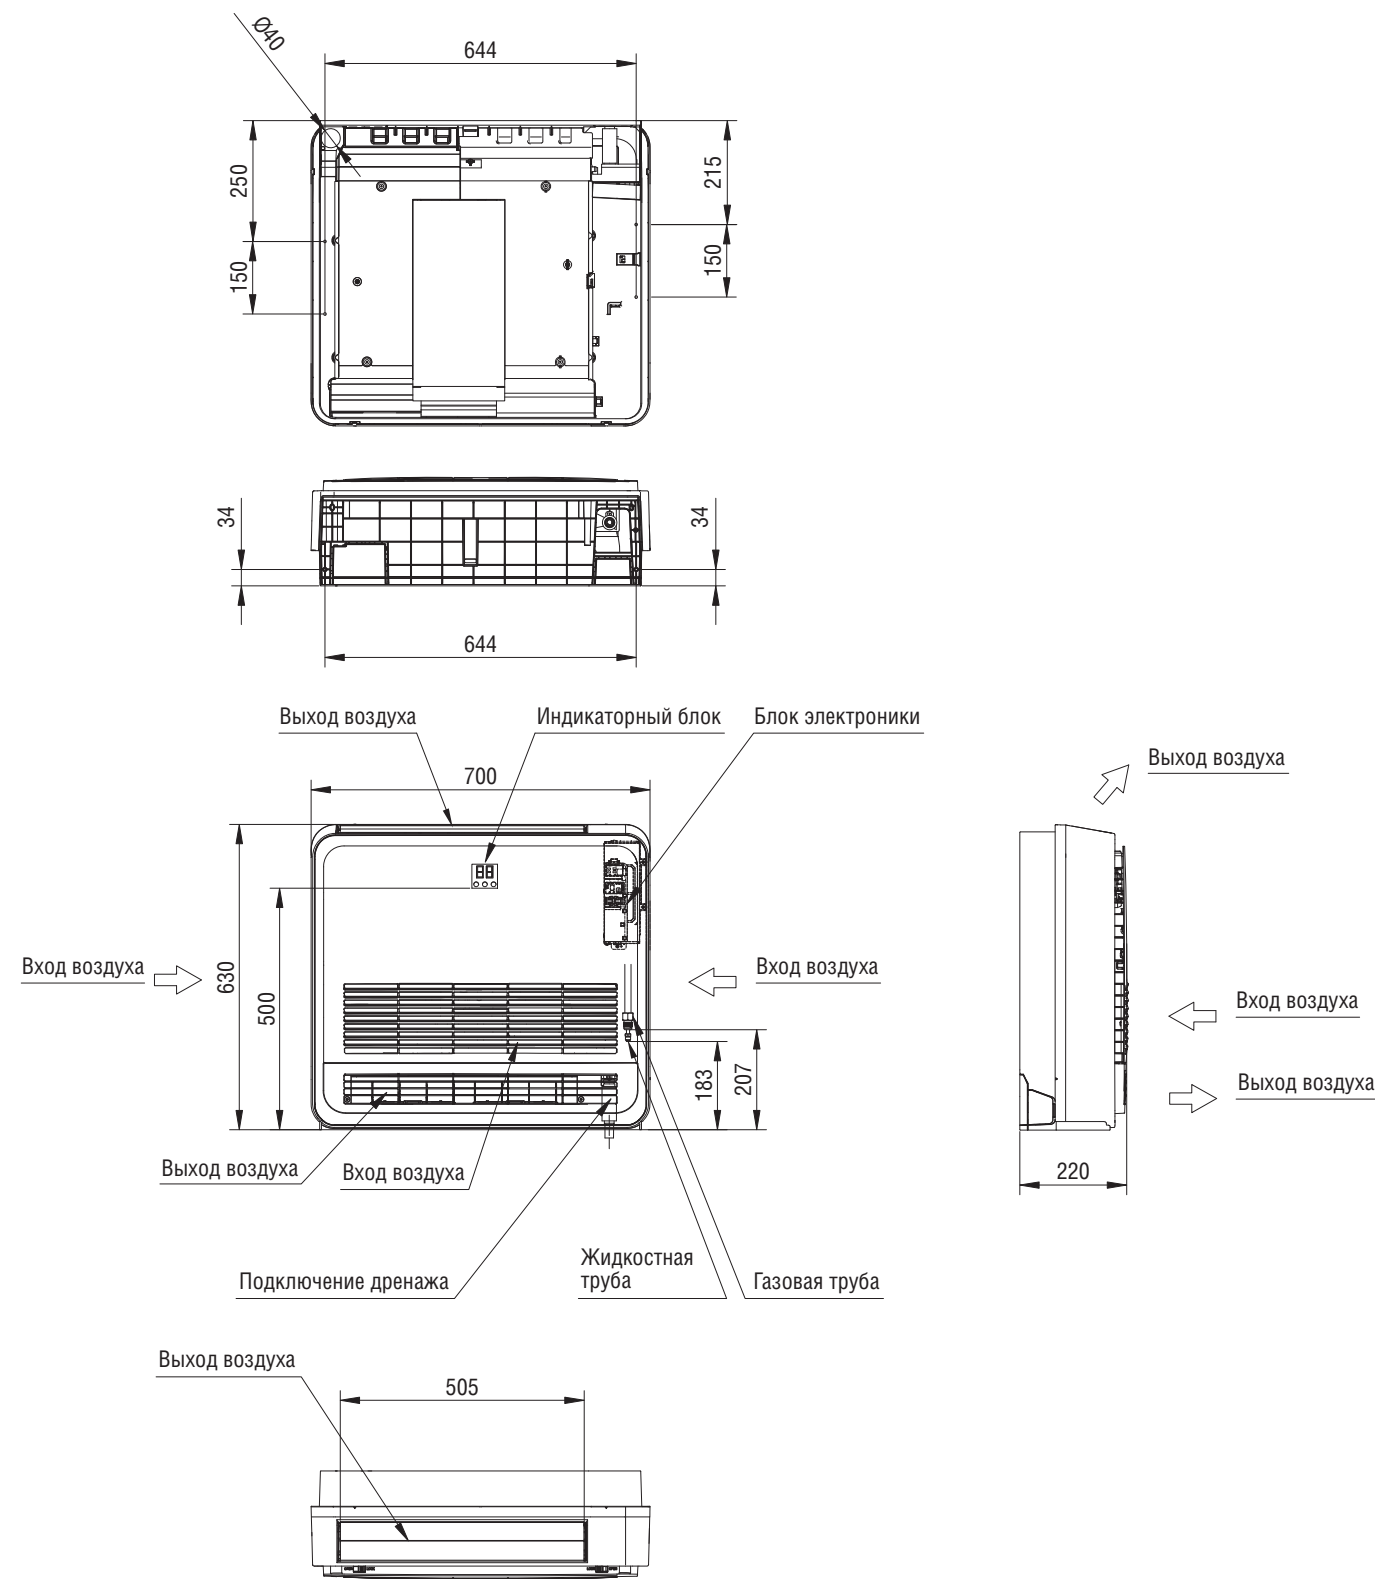 Ø40
644
250
215
150
150
34
34
644
Выход воздуха
Индикаторный блок
Блок электроники
Выход воздуха
700
Вход воздуха
630
500
Вход воздуха
Вход воздуха
183
207
Выход воздуха
Выход воздуха
Вход воздуха
220
Жидкостная
труба
Подключение дренажа
Газовая труба
Выход воздуха
505